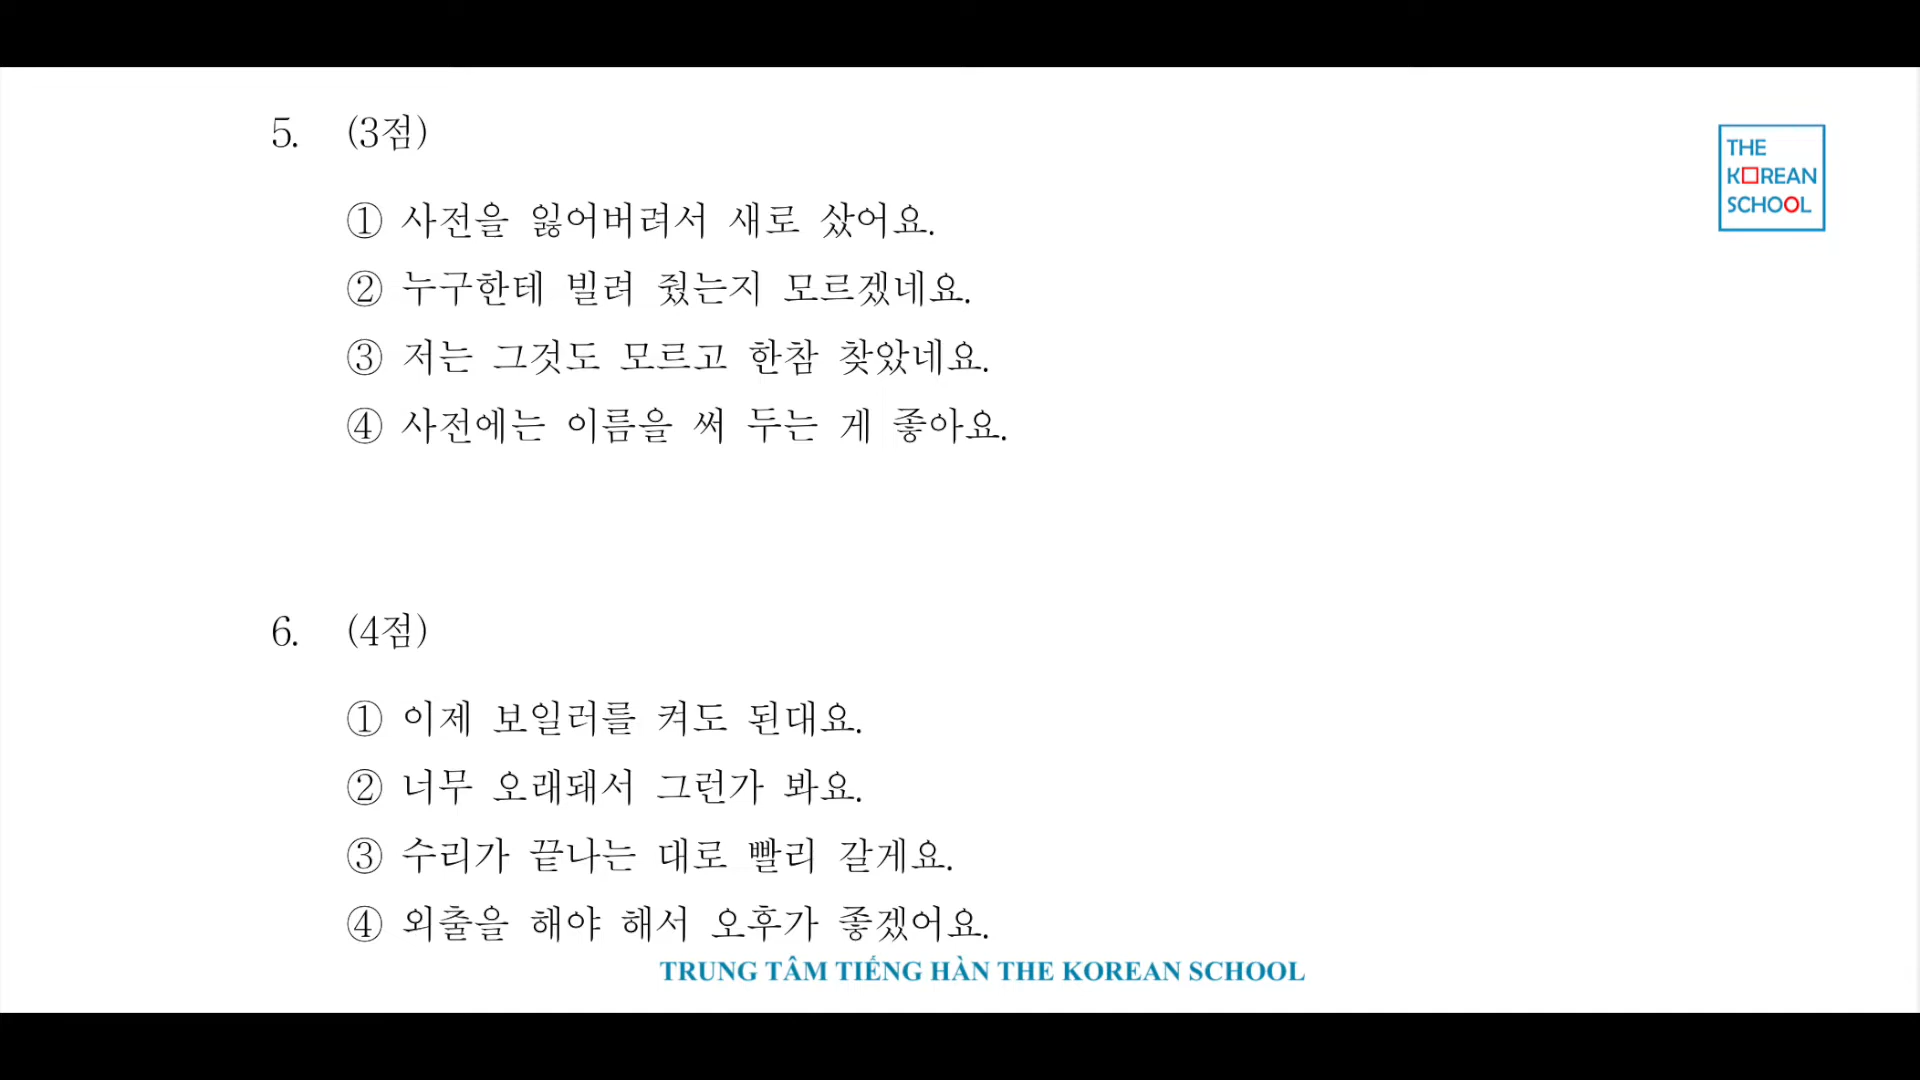 5. (3점)
① 사전을 잃어버려서 새로 샀어요.
② 누구한테 빌려 줬는지 모르겠네요.
③ 저는 그것도 모르고 한참 찾았네요.
④ 사전에는 이름을 써 두는 게 좋아요.
6. (4점)
① 이제 보일러를 켜도 된대요.
② 너무 오래돼서 그런가 봐요.
③ 수리가 끝나는 대로 빨리 갈게요.
④ 외출을 해야 해서 오후가 좋겠어요.
THE
KOREAN
SCHOOL
TRUNG TÂM TIẾNG HÀN THE KOREAN SCHOOL